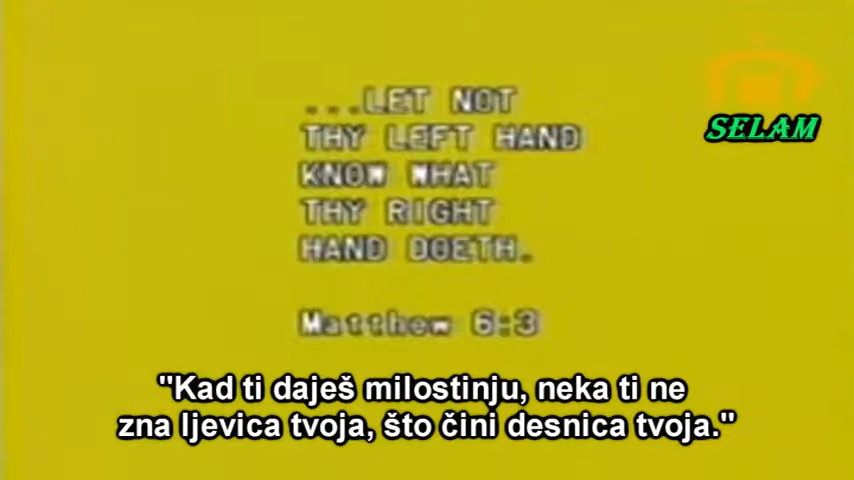 ...LET NOT
THY LEFT HAND
KNOW WHAT
THY RIGHT
HAND DOETH.
Matthew 6:3
SELAM
"Kad ti daješ milostinju, neka ti ne
zna ljevica tvoja, što čini desnica tvoja."